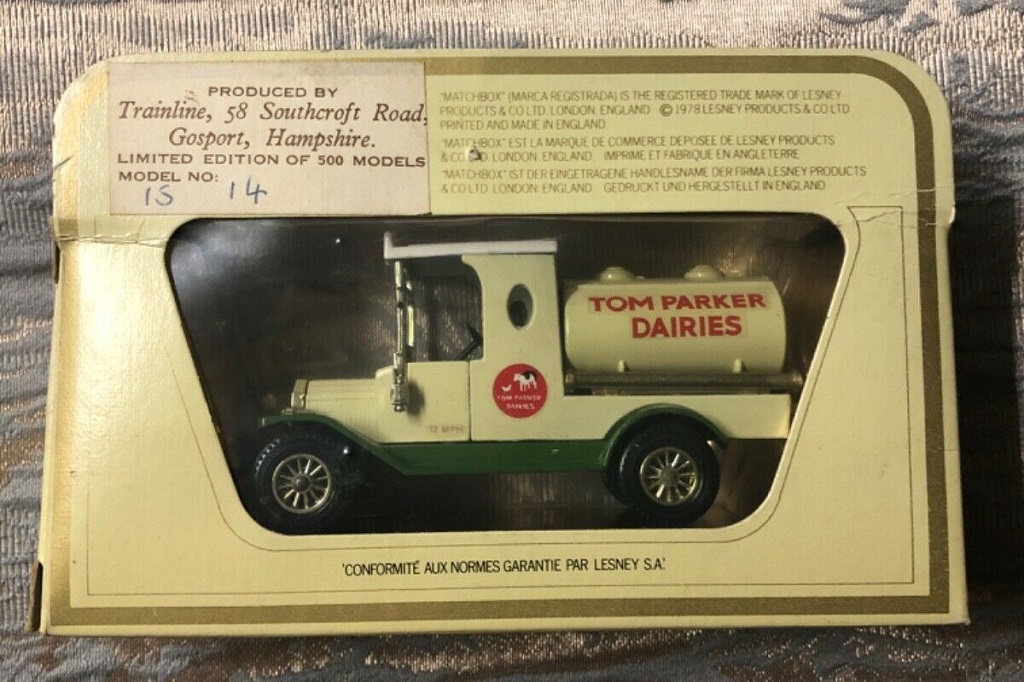 PRODUCED BY
Trainline, 58 Southcroft Road,
Gosport, Hampshire.
LIMITED EDITION OF 500 MODELS
MODEL NO:
15 14
"MATCHBOX" (MARCA REGISTRADA) IS THE REGISTERED TRADE MARK OF LESNEY
PRODUCTS & CO LTD. LONDON, ENGLAND © 1978 LESNEY PRODUCTS & CO LTD
PRINTED AND MADE IN ENGLAND.
"MATCHBOX" EST LA MARQUE DE COMMERCE DEPOSEE DE LESNEY PRODUCTS
& CO LTD LONDON ENGLAND. IMPRIME ET FABRIQUE EN ANGLETERRE
"MATCHBOX" IST DER EINGETRAGENE HANDLESNAME DER FIRMA LESNEY PRODUCTS
& CO LTD. LONDON ENGLAND. GEDRUCKT UND HERGESTELLT IN ENGLAND
TOM PARKER
DAIRIES
TOM PARKER
DAIRIES
12 MPH
'CONFORMITÉ AUX NORMES GARANTIE PAR LESNEY S.A.'